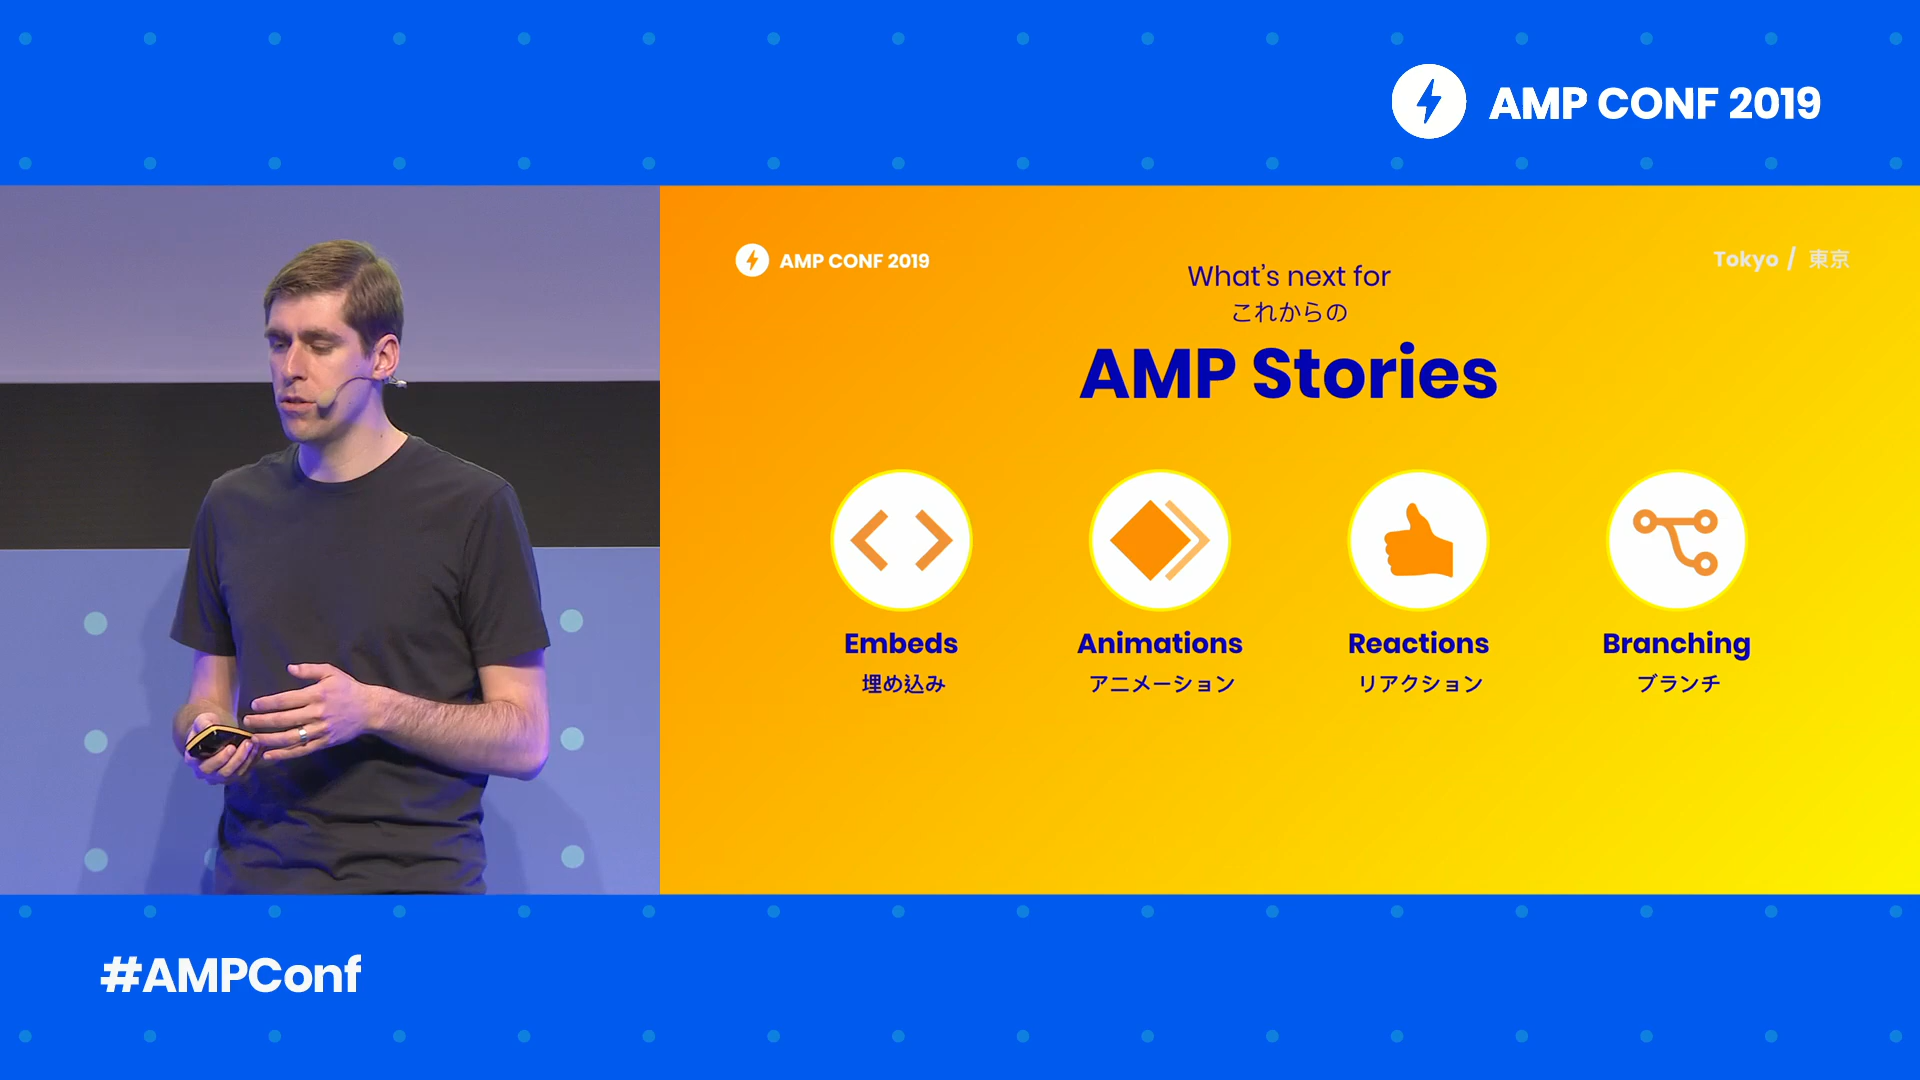 AMP CONF 2019
AMP CONF 2019
Tokyo / 東京
What's next for
これからの
AMP Stories
Embeds
Animations
Reactions
Branching
埋め込み
アニメーション
リアクション
ブランチ
#AMPConf